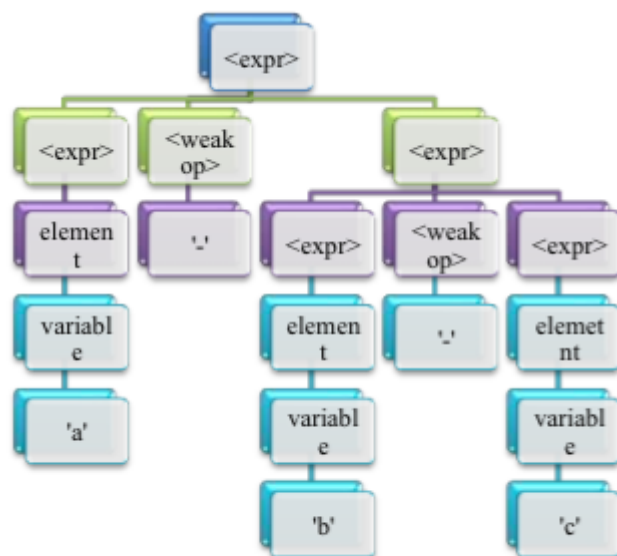 <expr>
<expr>
<weak
op>
<expr>
elemen
t
'-'
<expr>
<weak
op>
<expr>
variabl
e
elemen
t
'-'
elemet
nt
'a'
variabl
e
variabl
e
'b'
'c'